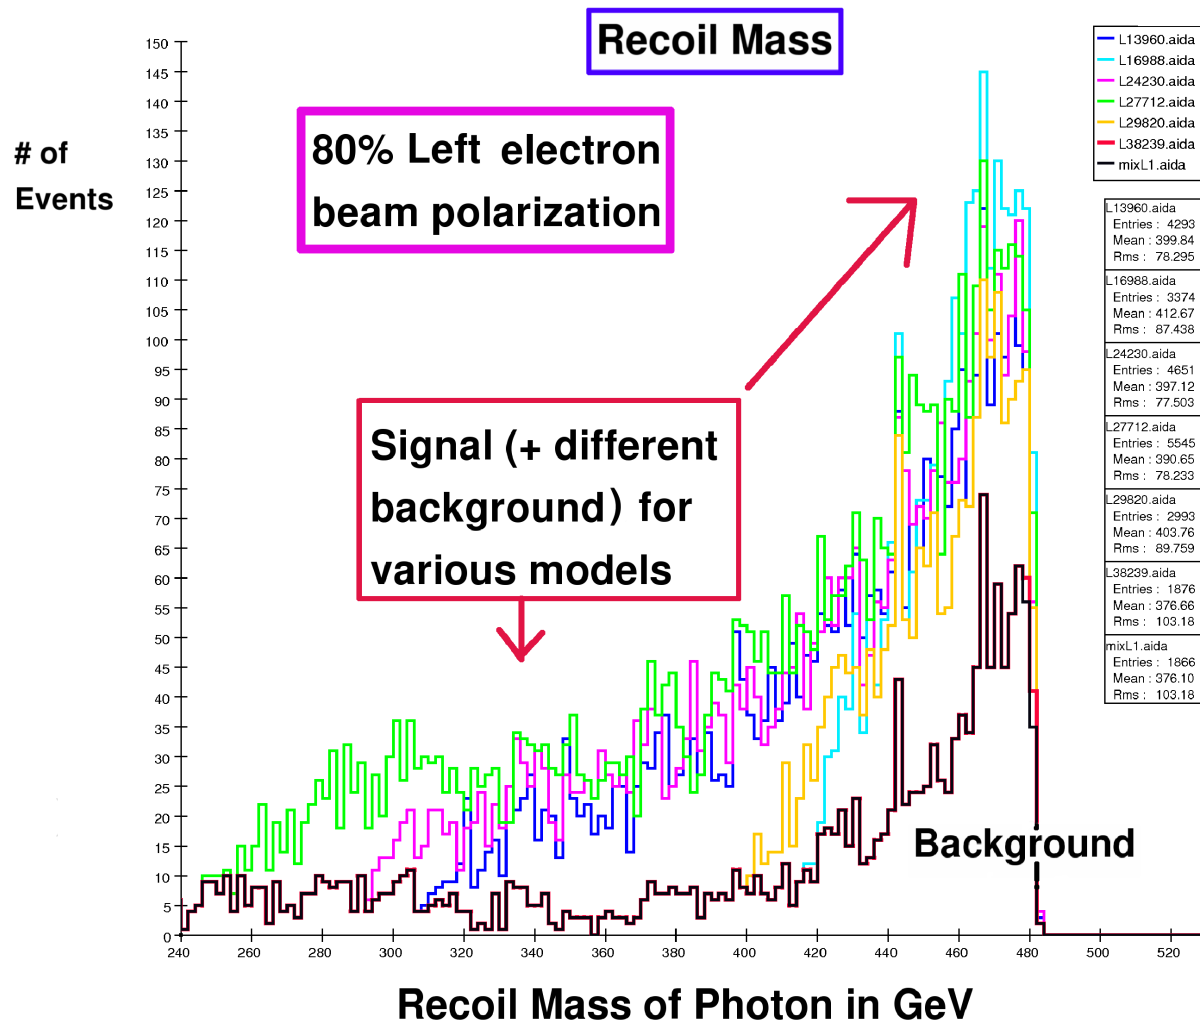 Recoil Mass
# of
Events
80% Left electron
beam polarization
Signal (+ different
background) for
various models
Background
150
145
140
135
130
125
120
115
110
105
100
95
90
85
80
75
70
65
60
55
50
45
40
35
30
25
20
15
10
5
0
240
260
280
300
320
340
360
380
400
420
440
460
480
500
520
Recoil Mass of Photon in GeV
L13960.aida
L16988.aida
L24230.aida
L27712.aida
L29820.aida
L38239.aida
mixL1.aida
L13960.aida
Entries : 4293
Mean : 399.84
Rms : 78.295
L16988.aida
Entries : 3374
Mean : 412.67
Rms : 87.438
L24230.aida
Entries : 4651
Mean : 397.12
Rms : 77.503
L27712.aida
Entries : 5545
Mean : 390.65
Rms : 78.233
L29820.aida
Entries : 2993
Mean : 403.76
Rms : 89.759
L38239.aida
Entries : 1876
Mean : 376.66
Rms : 103.18
mixL1.aida
Entries : 1866
Mean : 376.10
Rms : 103.18